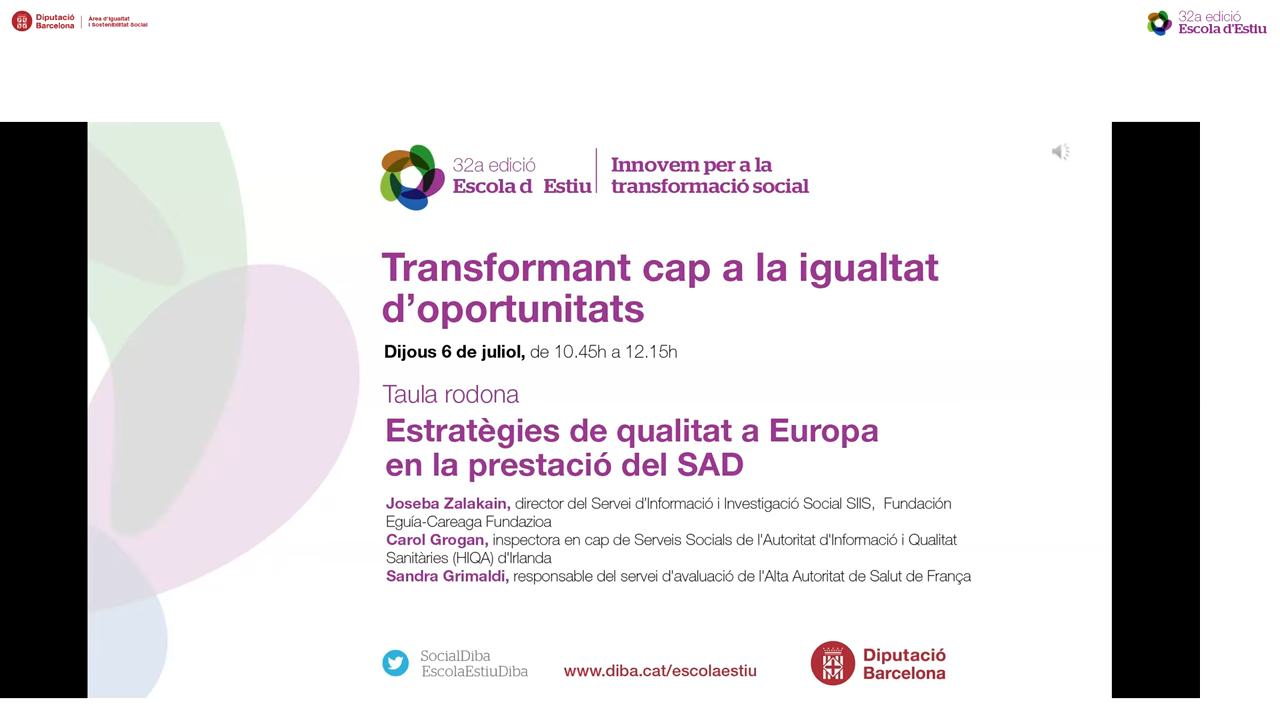 Diputació
Barcelona
Àrea d'Igualtat
i Sostenibilitat Social
32a edició
Escola d'Estiu
32a edició
Escola d Estiu
Innovem per a la
transformació social
Transformant cap a la igualtat
d’oportunitats
Dijous 6 de juliol, de 10.45h a 12.15h
Taula rodona
Estratègies de qualitat a Europa
en la prestació del SAD
Joseba Zalakain, director del Servei d’Informació i Investigació Social SIIS, Fundación
Eguía-Careaga Fundazioa
Carol Grogan, inspectora en cap de Serveis Socials de l'Autoritat d'Informació i Qualitat
Sanitàries (HIQA) d'Irlanda
Sandra Grimaldi, responsable del servei d'avaluació de l'Alta Autoritat de Salut de França
SocialDiba
EscolaEstiuDiba
www.diba.cat/escolaestiu
Diputació
Barcelona